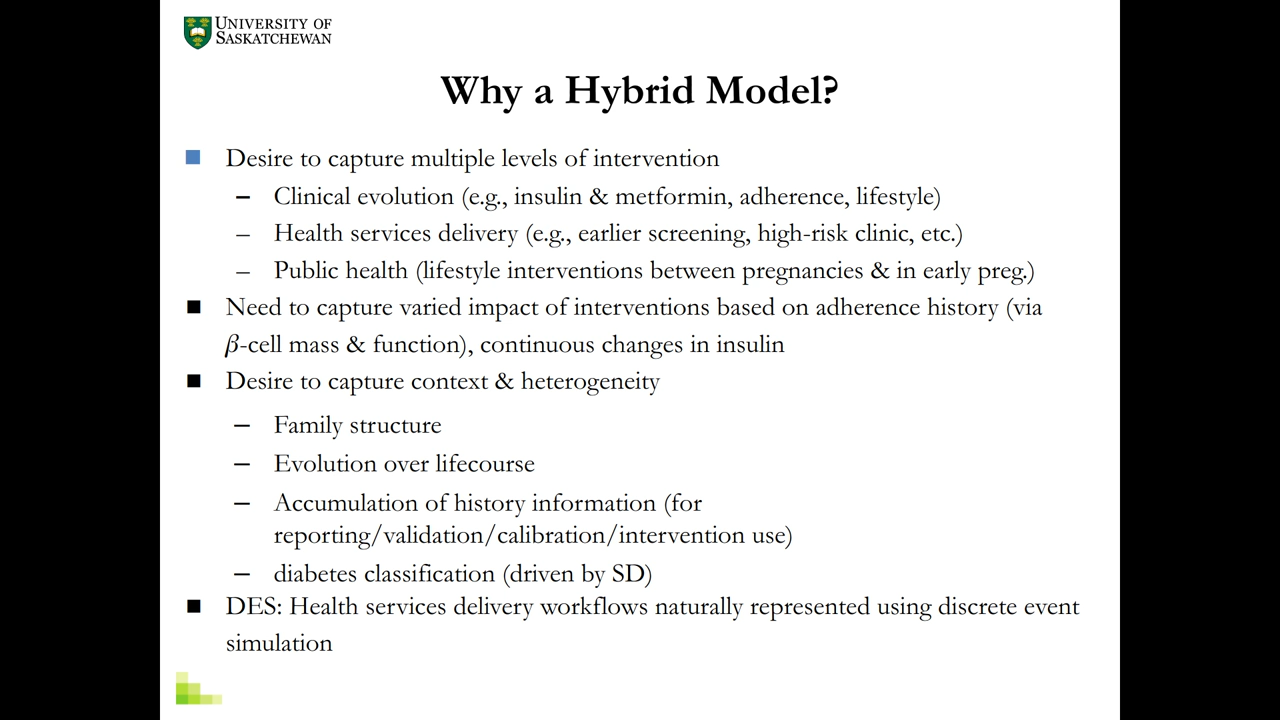 UNIVERSITY OF
SASKATCHEWAN
Why a Hybrid Model?
■ Desire to capture multiple levels of intervention
– Clinical evolution (e.g., insulin & metformin, adherence, lifestyle)
– Health services delivery (e.g., earlier screening, high-risk clinic, etc.)
– Public health (lifestyle interventions between pregnancies & in early preg.)
■ Need to capture varied impact of interventions based on adherence history (via
β-cell mass & function), continuous changes in insulin
■ Desire to capture context & heterogeneity
– Family structure
– Evolution over lifecourse
– Accumulation of history information (for
reporting/validation/calibration/intervention use)
– diabetes classification (driven by SD)
■ DES: Health services delivery workflows naturally represented using discrete event
simulation